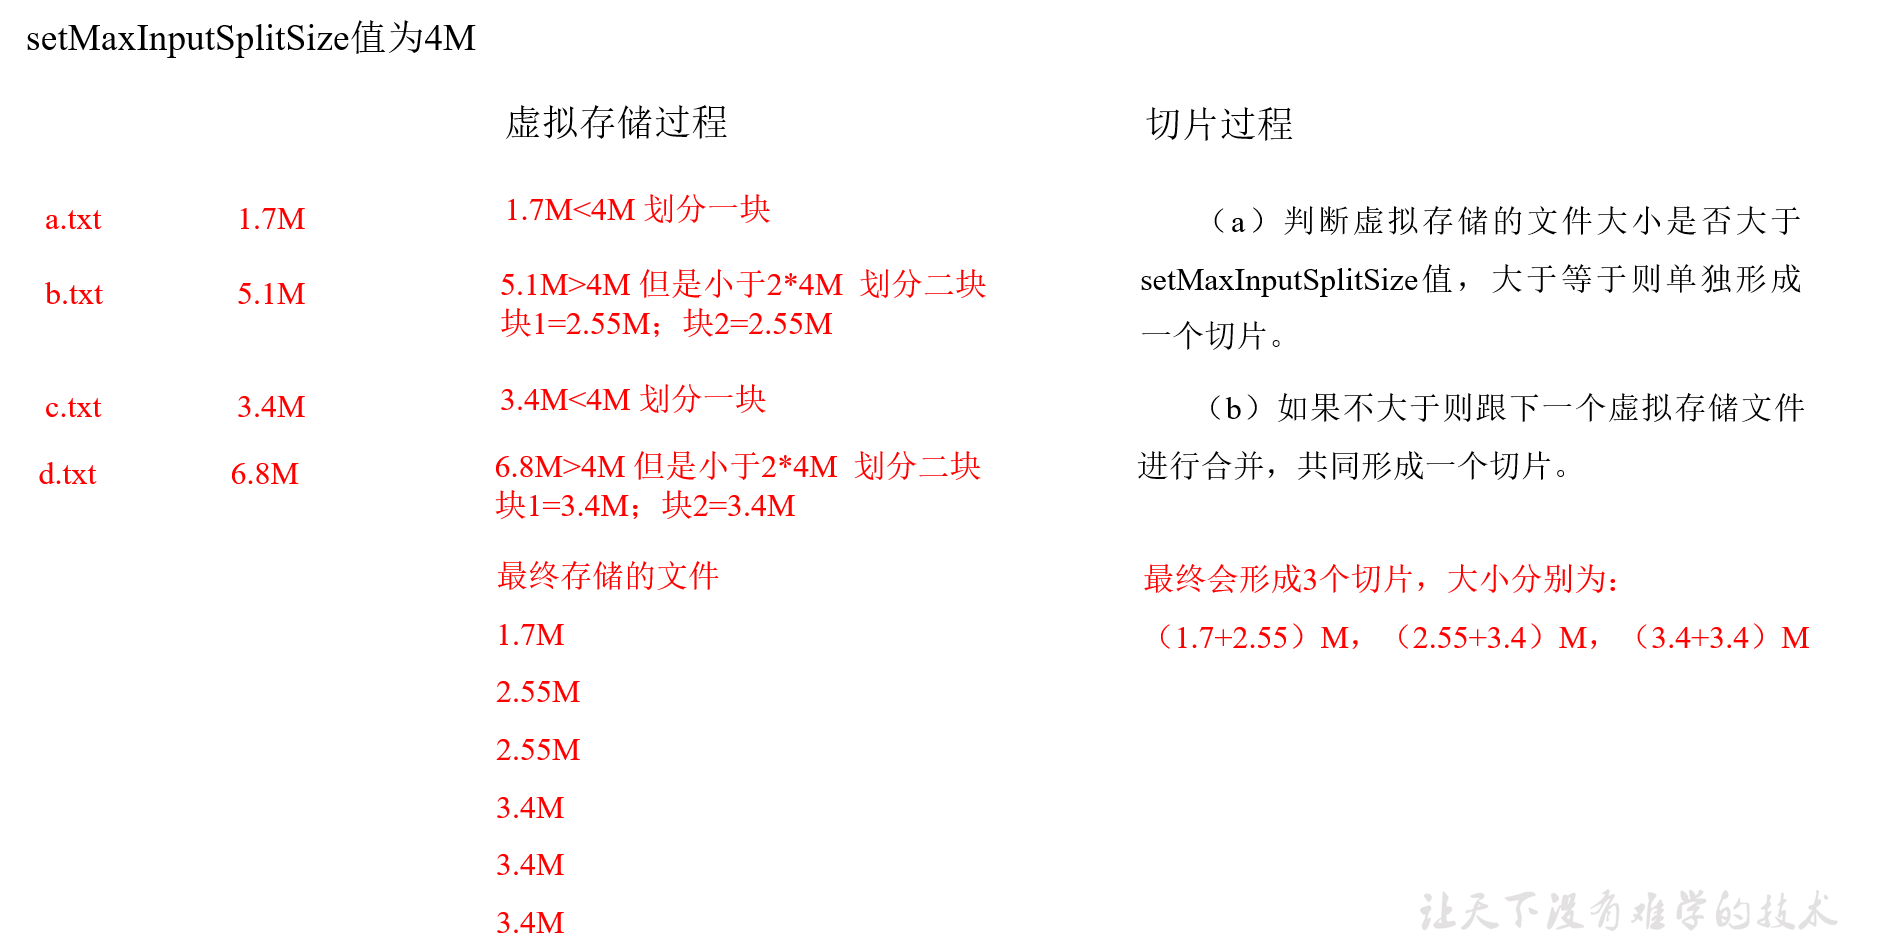 setMaxInputSplitSize值为4M
虚拟存储过程
切片过程
a.txt 1.7M 1.7M<4M 划分一块
b.txt 5.1M 5.1M>4M 但是小于2*4M 划分二块
块1=2.55M；块2=2.55M
c.txt 3.4M 3.4M<4M 划分一块
d.txt 6.8M 6.8M>4M 但是小于2*4M 划分二块
块1=3.4M；块2=3.4M
最终存储的文件
1.7M
2.55M
2.55M
3.4M
3.4M
3.4M
（a）判断虚拟存储的文件大小是否大于
setMaxInputSplitSize值，大于等于则单独形成
一个切片。
（b）如果不大于则跟下一个虚拟存储文件
进行合并，共同形成一个切片。
最终会形成3个切片，大小分别为：
（1.7+2.55）M，（2.55+3.4）M，（3.4+3.4）M
让天下没有难学的技术